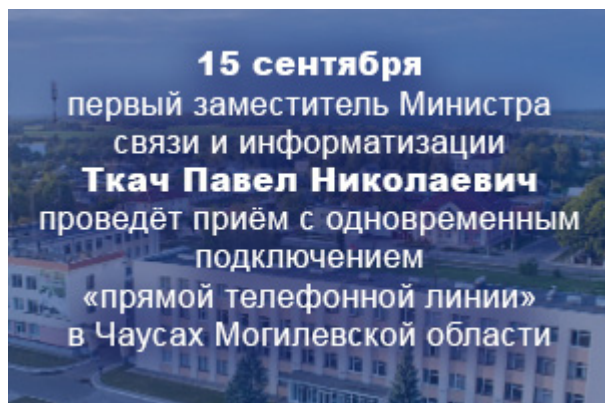 15 сентября
первый заместитель Министра
связи и информатизации
Ткач Павел Николаевич
проведёт приём с одновременным
подключением
«прямой телефонной линии»
в Чаусах Могилевской области